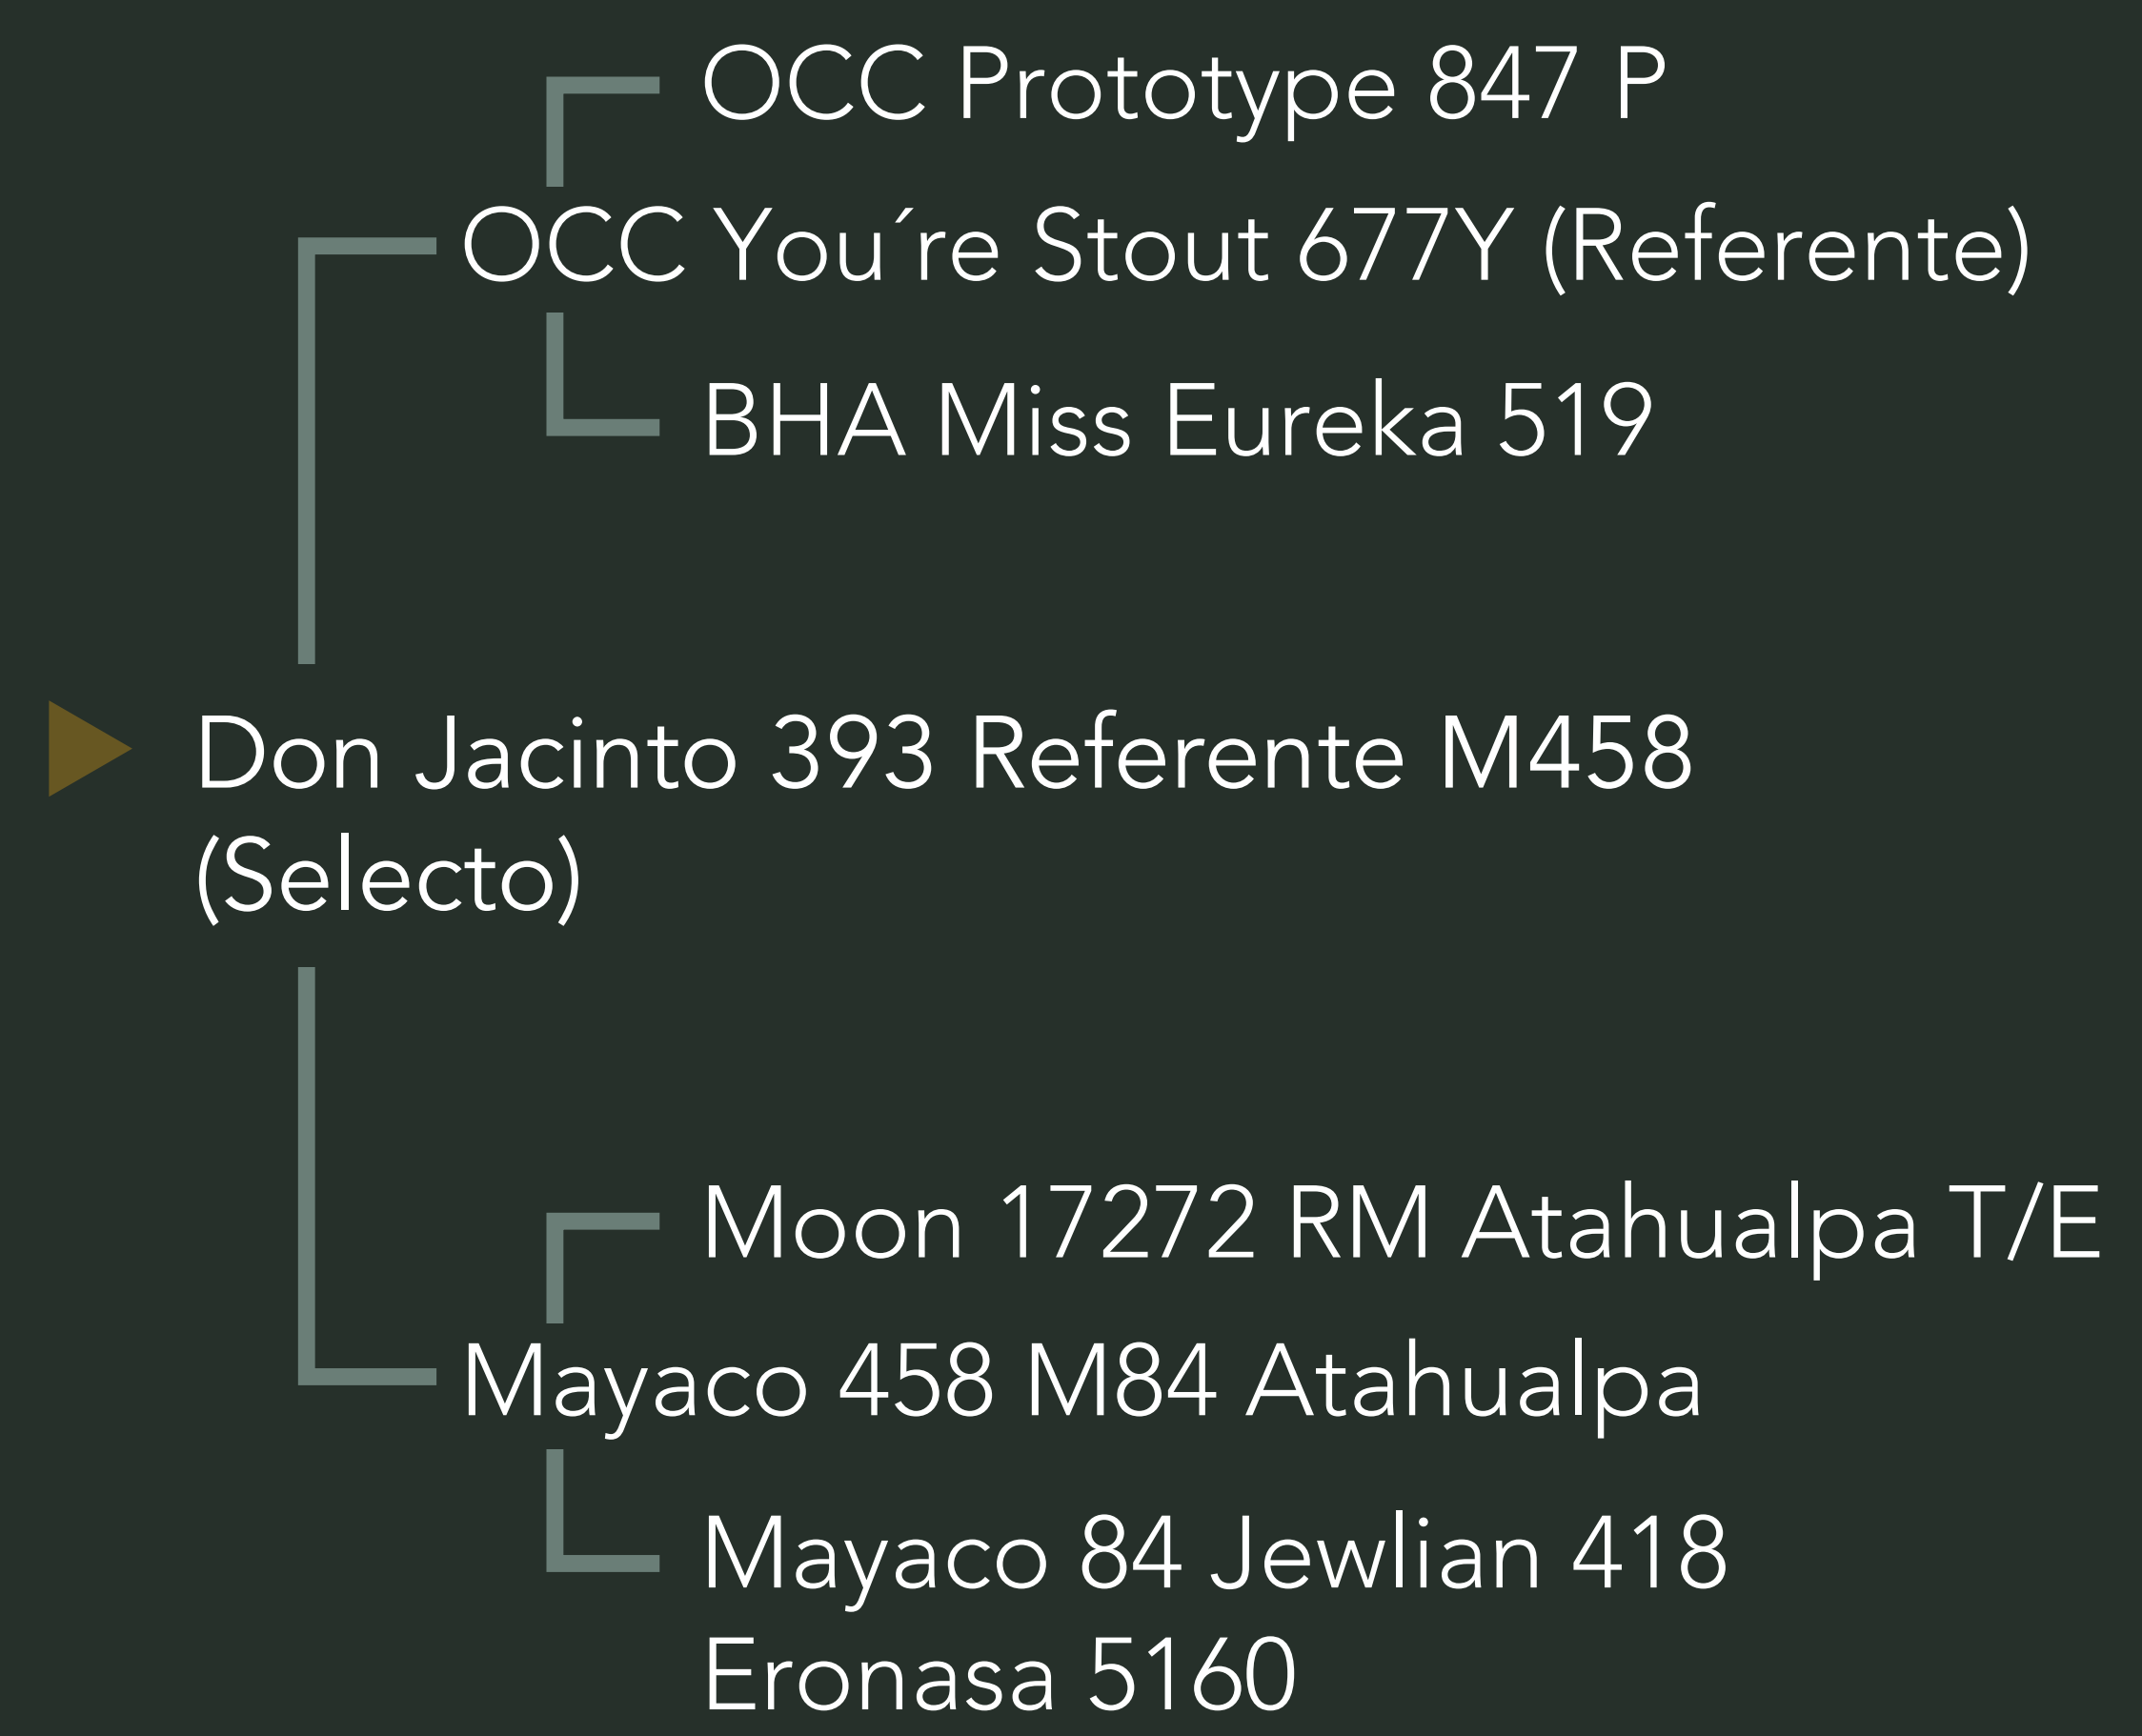 OCC Prototype 847 P
OCC You´re Stout 677Y (Referente)
BHA Miss Eureka 519
Don Jacinto 393 Referente M458
(Selecto)
Moon 17272 RM Atahualpa T/E
Mayaco 458 M84 Atahualpa
Mayaco 84 Jewlian 418
Eronasa 5160